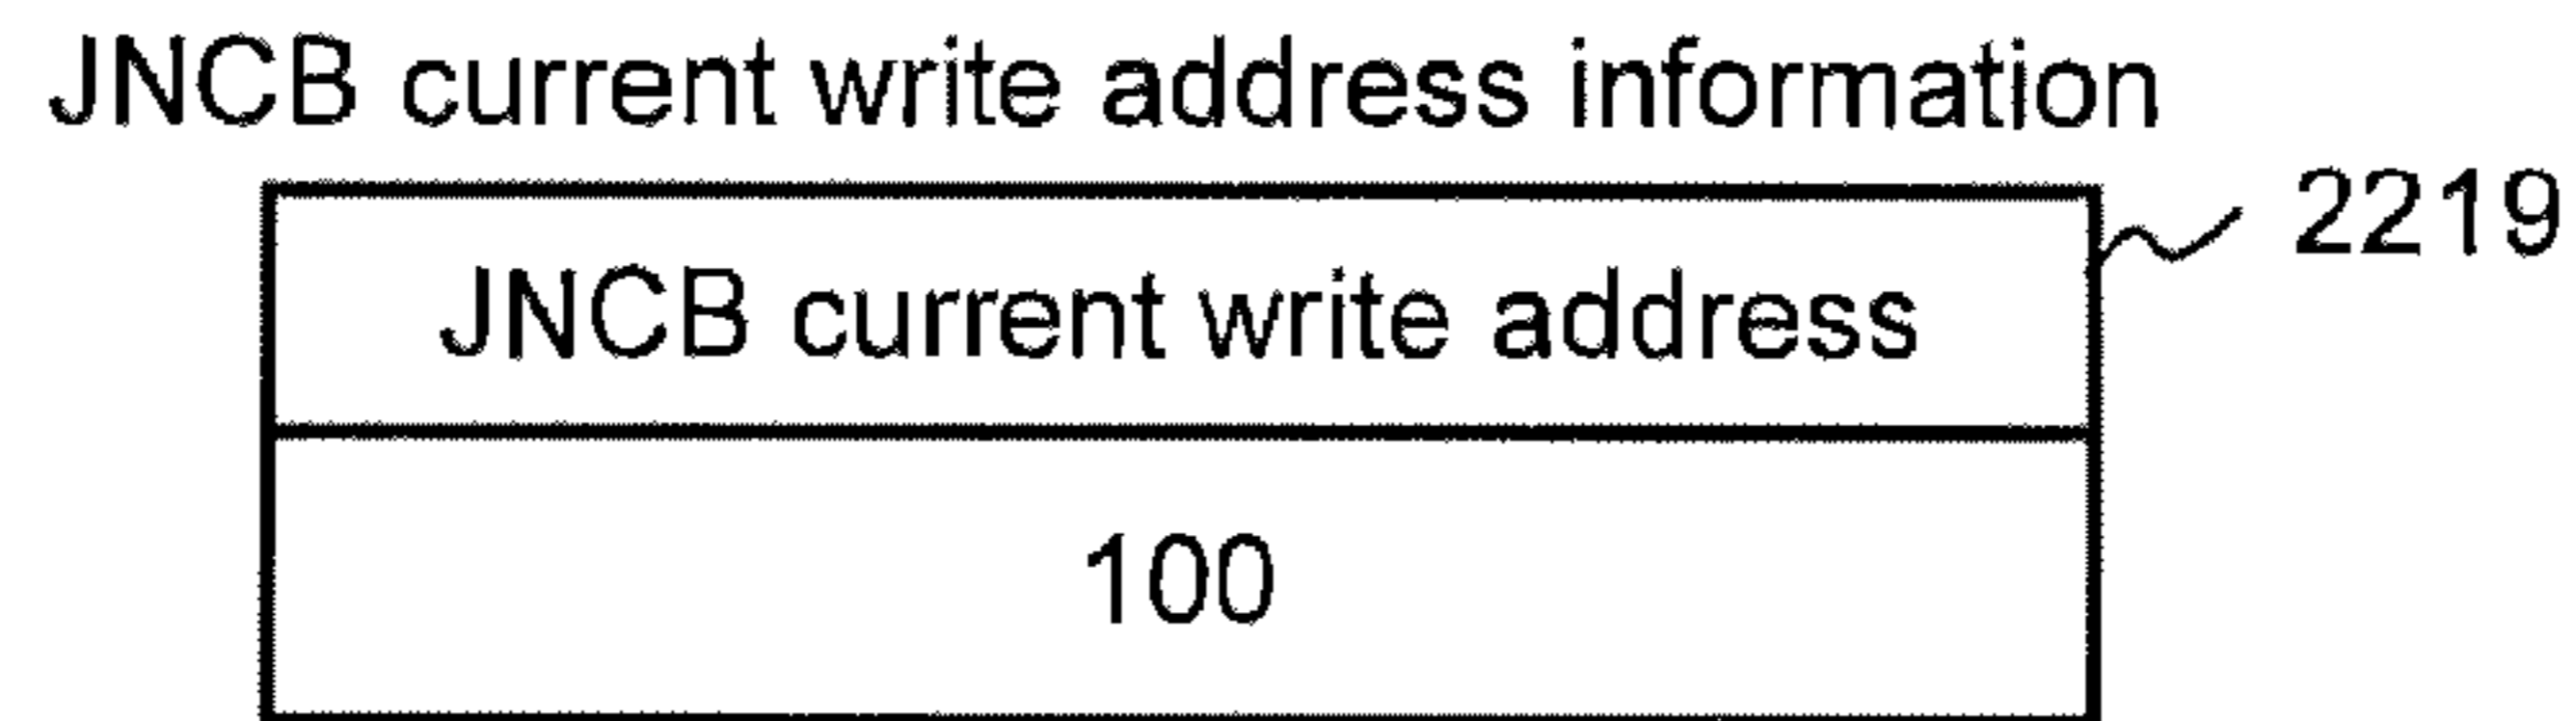 JNCB current write address information
2219
JNCB current write address
100